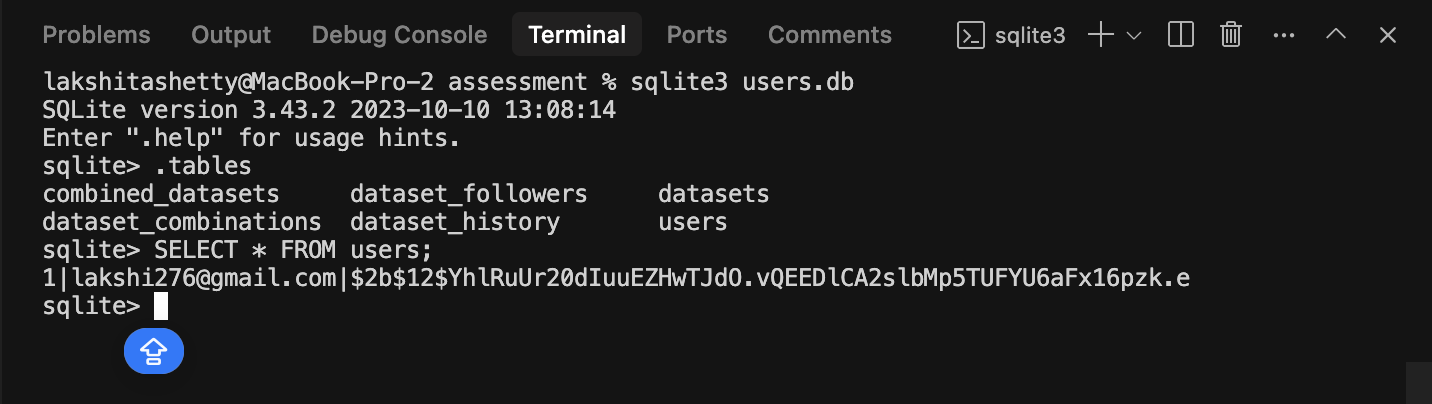 Problems Output Debug Console Terminal Ports Comments sqlite3
lakshitashetty@MacBook-Pro-2 assessment % sqlite3 users.db
SQLite version 3.43.2 2023-10-10 13:08:14
Enter ".help" for usage hints.
sqlite> .tables
combined_datasets dataset_followers datasets
dataset_combinations dataset_history users
sqlite> SELECT * FROM users;
1|lakshi276@gmail.com|$2b$12$YhlRuUr20dIuuEZHwTJdO.vQEEDlCA2slbMp5TUFYU6aFx16pzk.e
sqlite>